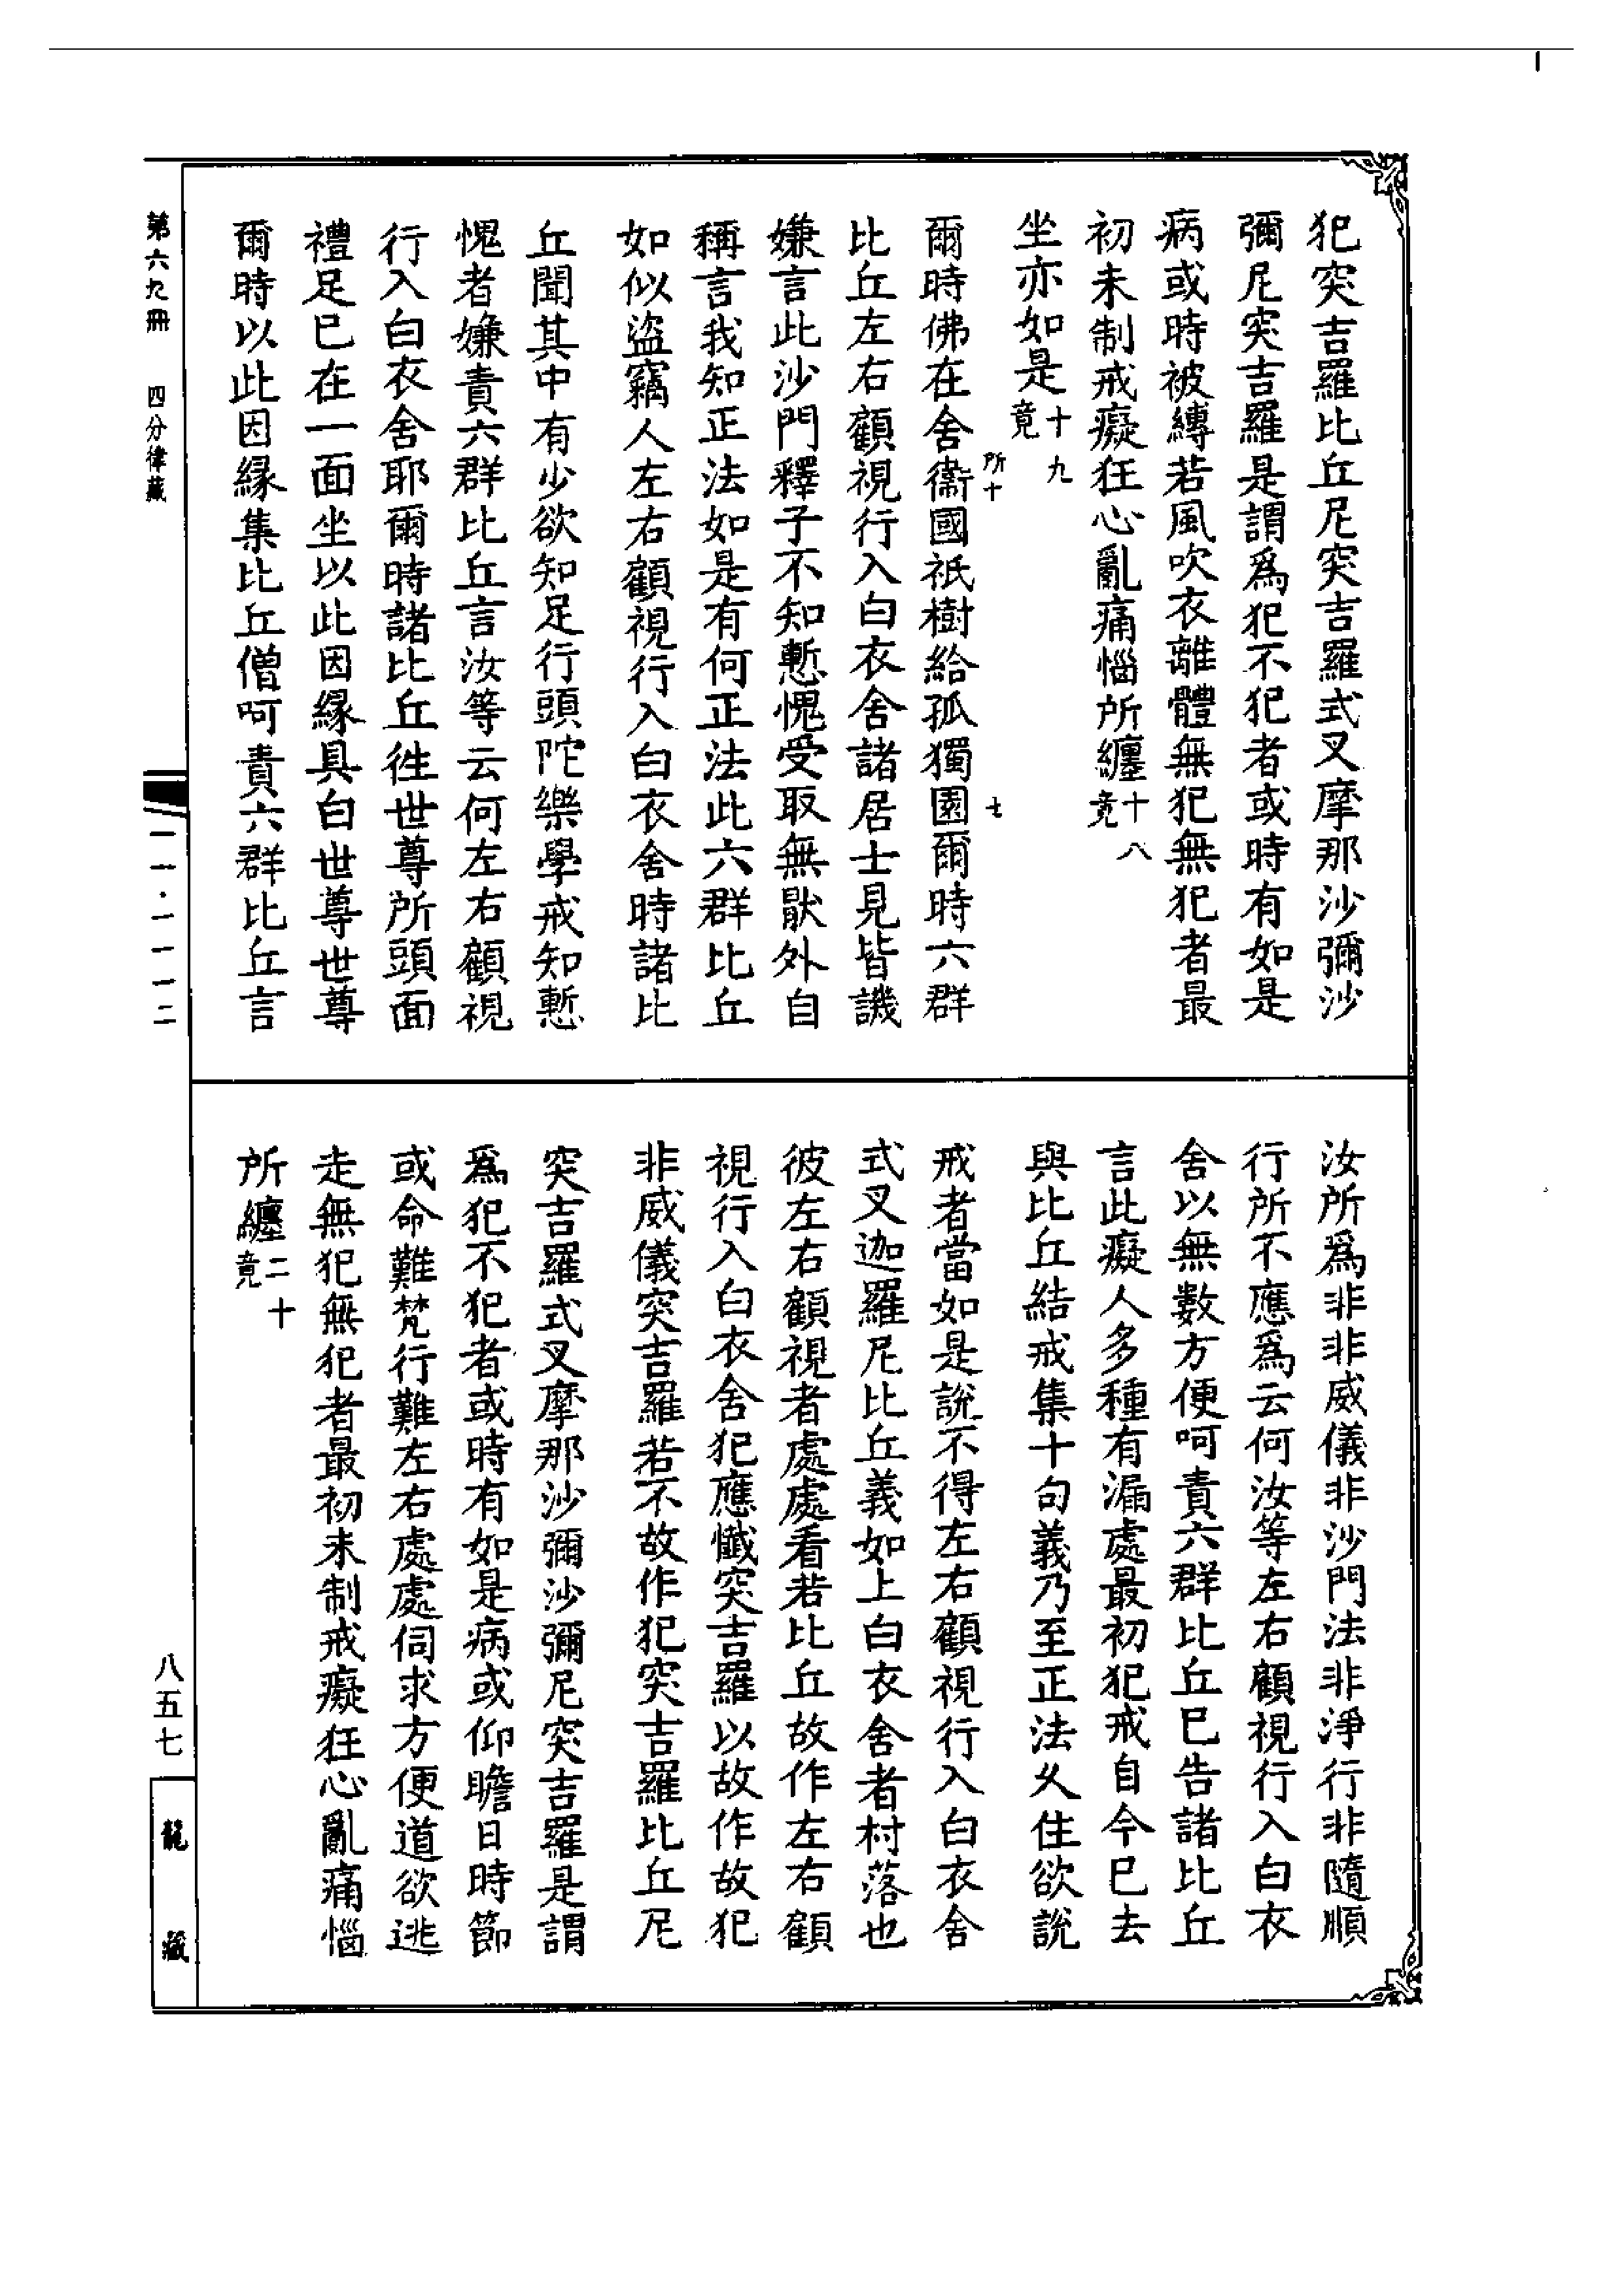 犯突吉羅比丘尼突吉羅式叉摩那沙彌沙
彌尼突吉羅是謂爲犯不犯者或時有如是
病或時被縛若風吹衣離體無犯無犯者最
初未制戒癡狂心亂痛惱所纏十八竟
坐亦如是十九竟
所十 七
爾時佛在舍衞國祇樹給孤獨園爾時六群
比丘左右顧視行入白衣舍諸居士見皆譏
嫌言此沙門釋子不知慙愧受取無猒外自
稱言我知正法如是有何正法此六群比丘
如似盜竊人左右顧視行入白衣舍時諸比
丘聞其中有少欲知足行頭陀樂學戒知慙
愧者嫌責六群比丘言汝等云何左右顧視
行入白衣舍耶爾時諸比丘徃世尊所頭面
禮足已在一面坐以此因緣具白世尊世尊
爾時以此因緣集比丘僧呵責六群比丘言
汝所爲非非威儀非沙門法非淨行非隨順
行所不應爲云何汝等左右顧視行入白衣
舍以無數方便呵責六群比丘已告諸比丘
言此癡人多種有漏處最初犯戒自今已去
與比丘結戒集十句義乃至正法久住欲說
戒者當如是說不得左右顧視行入白衣舍
式叉迦羅尼比丘義如上白衣舍者村落也
彼左右顧視者處處看若比丘故作左右顧
視行入白衣舍犯應懺突吉羅以故作故犯
非威儀突吉羅若不故作犯突吉羅比丘尼
突吉羅式叉摩那沙彌沙彌尼突吉羅是謂
爲犯不犯者或時有如是病或仰瞻日時節
或命難梵行難左右處處伺求方便道欲逃
走無犯無犯者最初未制戒癡狂心亂痛惱
所纏二十竟
第六九冊 四分律藏
一一·一一一二
八五七
龍藏